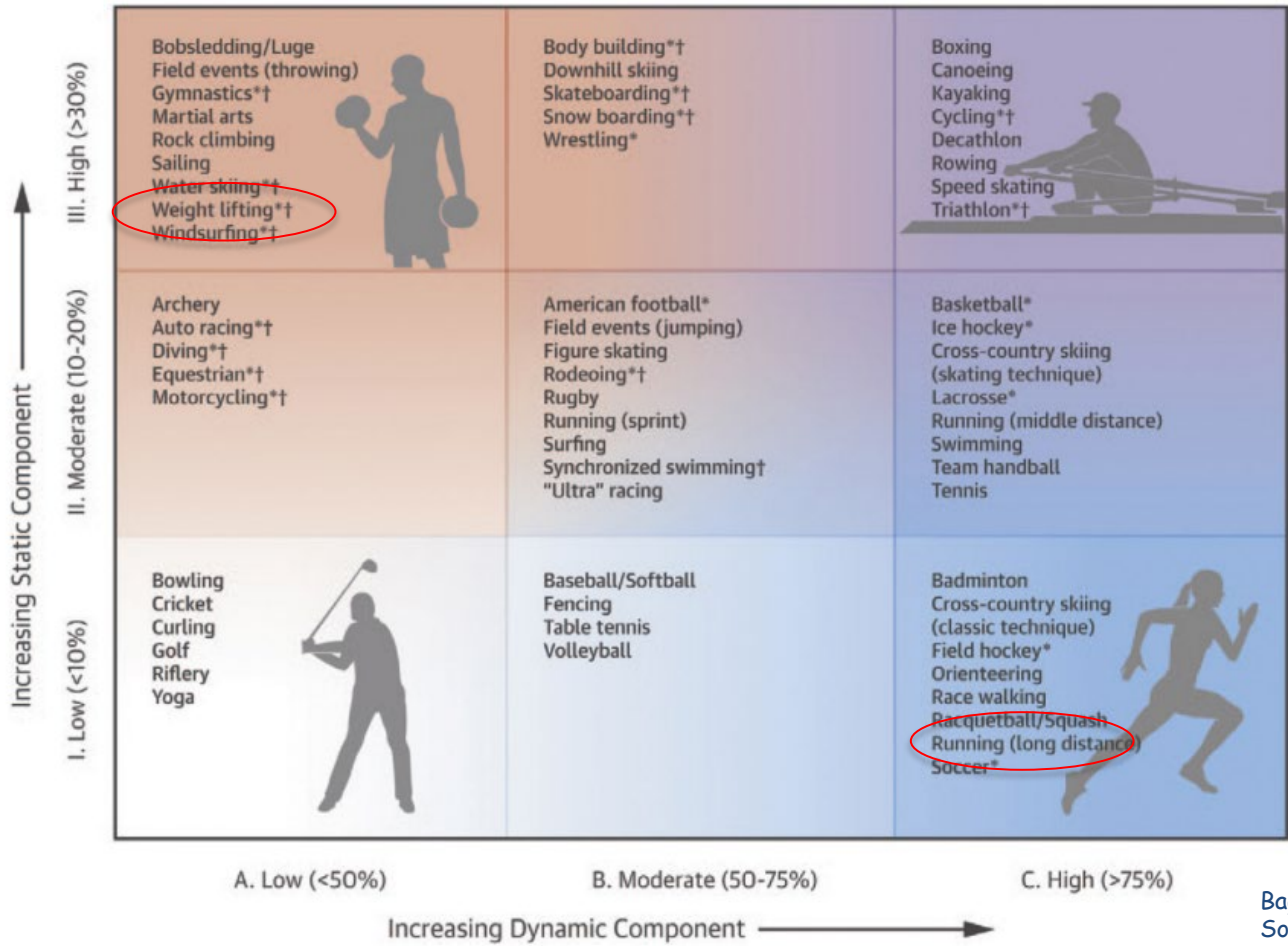 Increasing Static Component
III. High (>30%)
Bobsledding/Luge
Field events (throwing)
Gymnastics*†
Martial arts
Rock climbing
Sailing
Water skiing*†
Weight lifting*†
Windsurfing*†
Body building*†
Downhill skiing
Skateboarding*†
Snow boarding*†
Wrestling*
Boxing
Canoeing
Kayaking
Cycling*†
Decathlon
Rowing
Speed skating
Triathlon*†
II. Moderate (10-20%)
Archery
Auto racing*†
Diving*†
Equestrian*†
Motorcycling*†
American football*
Field events (jumping)
Figure skating
Rodeoing*†
Rugby
Running (sprint)
Surfing
Synchronized swimming†
"Ultra" racing
Basketball*
Ice hockey*
Cross-country skiing
(skating technique)
Lacrosse*
Running (middle distance)
Swimming
Team handball
Tennis
I. Low (<10%)
Bowling
Cricket
Curling
Golf
Riflery
Yoga
Baseball/Softball
Fencing
Table tennis
Volleyball
Badminton
Cross-country skiing
(classic technique)
Field hockey*
Orienteering
Race walking
Racquetball/Squash
Running (long distance)
Soccer*
A. Low (<50%)
B. Moderate (50-75%)
C. High (>75%)
Increasing Dynamic Component
Ba
So